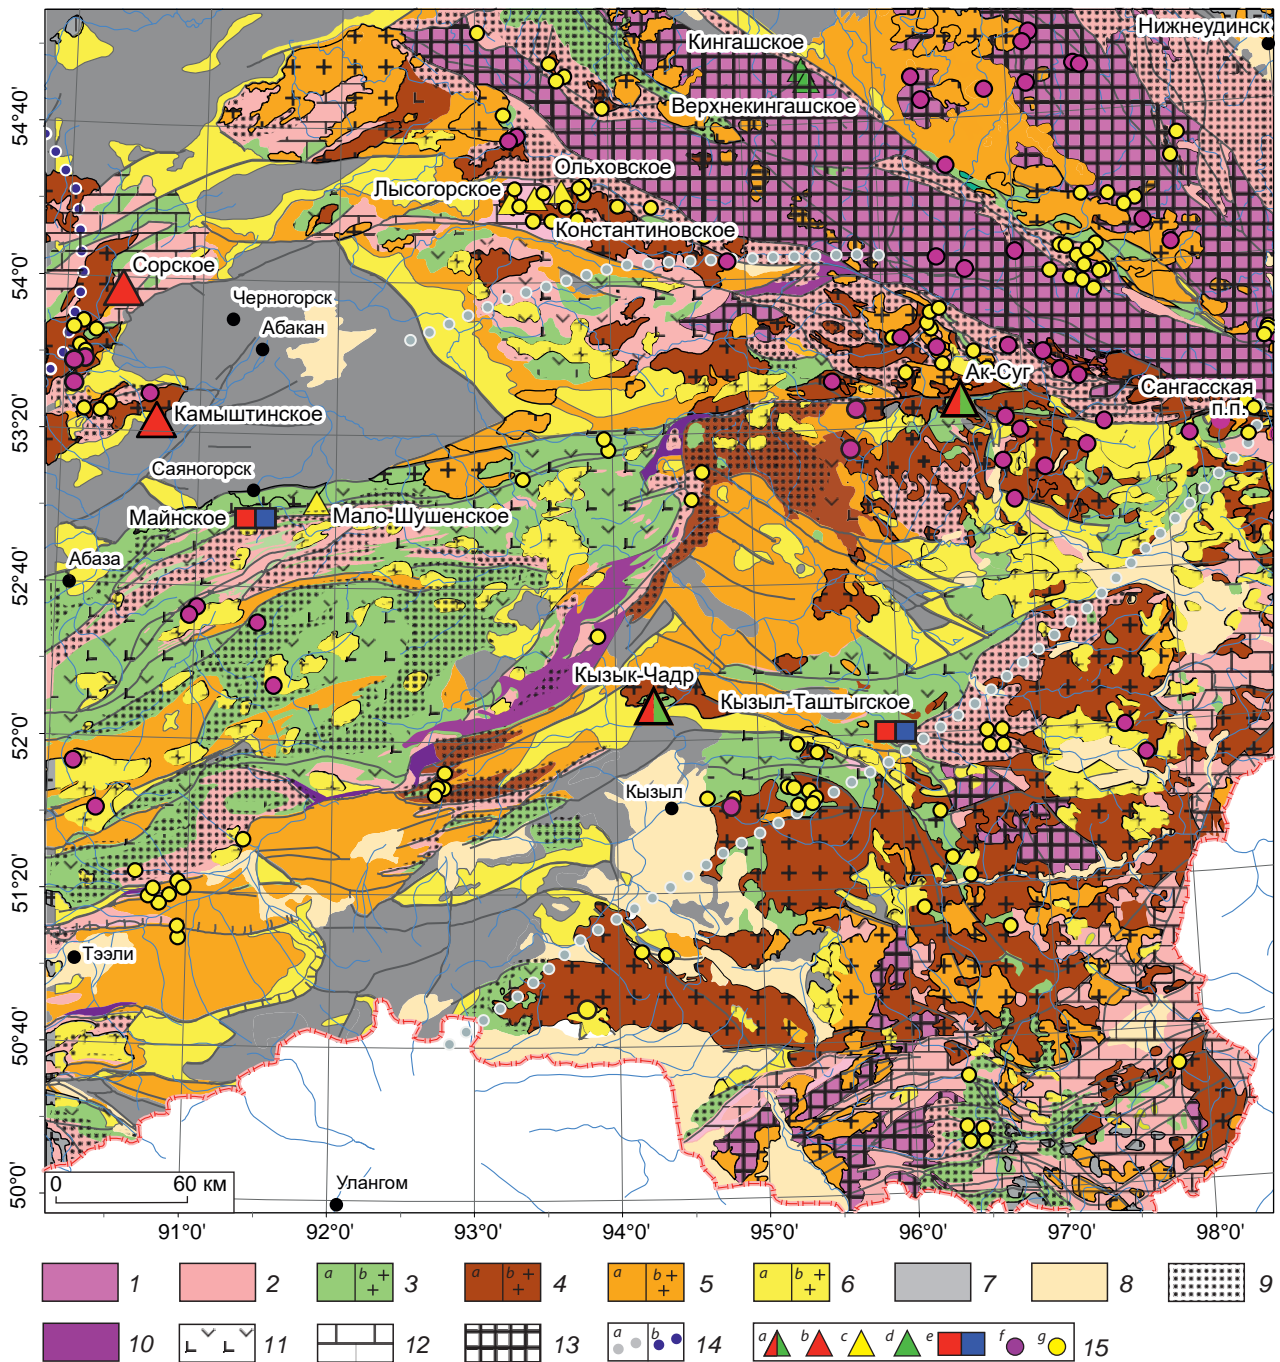 Нижнеудинск
Кингашское
Верхнекингашское
54°40'
Ольховское
Лысогорское
Константиновское
54°0'
Сорское
Черногорск
Абакан
Ак-Суг
Сангасская
п.п.
53°20'
Камыштинское
Саяногорск
Майнское
Мало-Шушенское
Абаза
52°40'
Кызык-Чадр
Кызыл-Таштыгское
52°0'
Кызыл
51°20'
Тээли
50°40'
50°0'
0 60 км
Улангом
91°0' 92°0' 93°0' 94°0' 95°0' 96°0' 97°0' 98°0'
1 2 a b 3 a b 4 a b 5 a b 6 7 8 9
10 11 12 13 a b 14 a b c d e f g 15